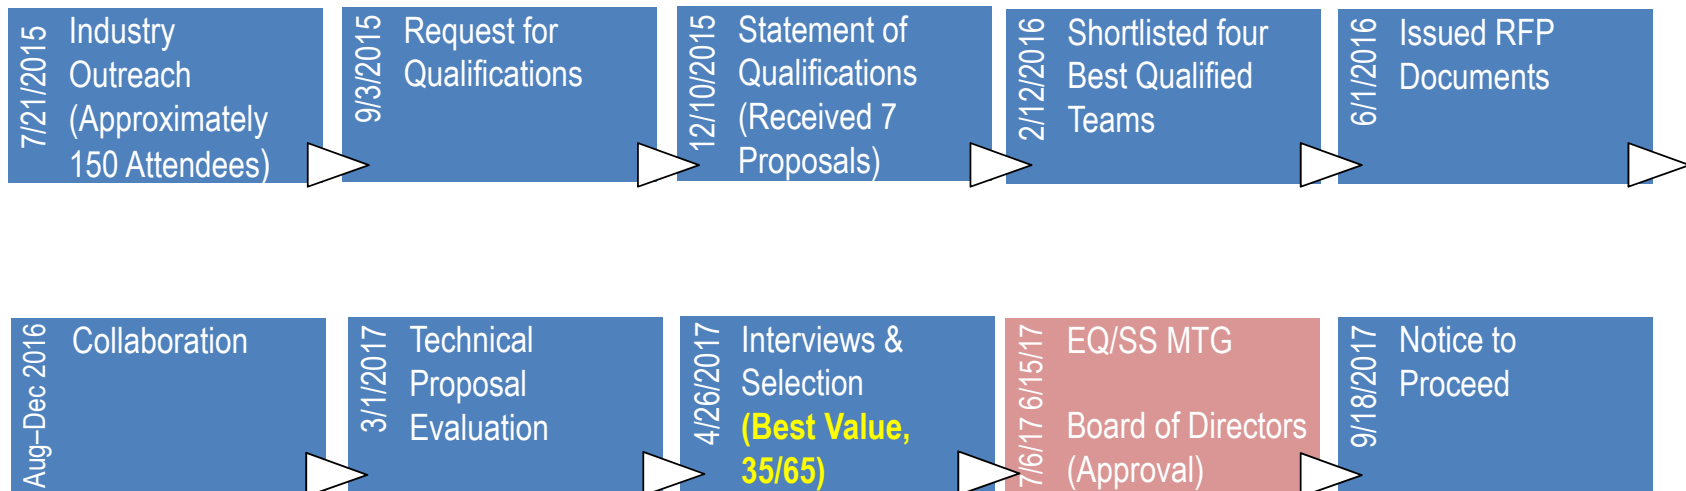 7/21/2015
Industry
Outreach
(Approximately
150 Attendees)
9/3/2015
Request for
Qualifications
12/10/2015
Statement of
Qualifications
(Received 7
Proposals)
2/12/2016
Shortlisted four
Best Qualified
Teams
6/1/2016
Issued RFP
Documents
Aug–Dec 2016
Collaboration
3/1/2017
Technical
Proposal
Evaluation
4/26/2017
Interviews &
Selection
(Best Value,
35/65)
7/6/17 6/15/17
EQ/SS MTG
Board of Directors
(Approval)
9/18/2017
Notice to
Proceed